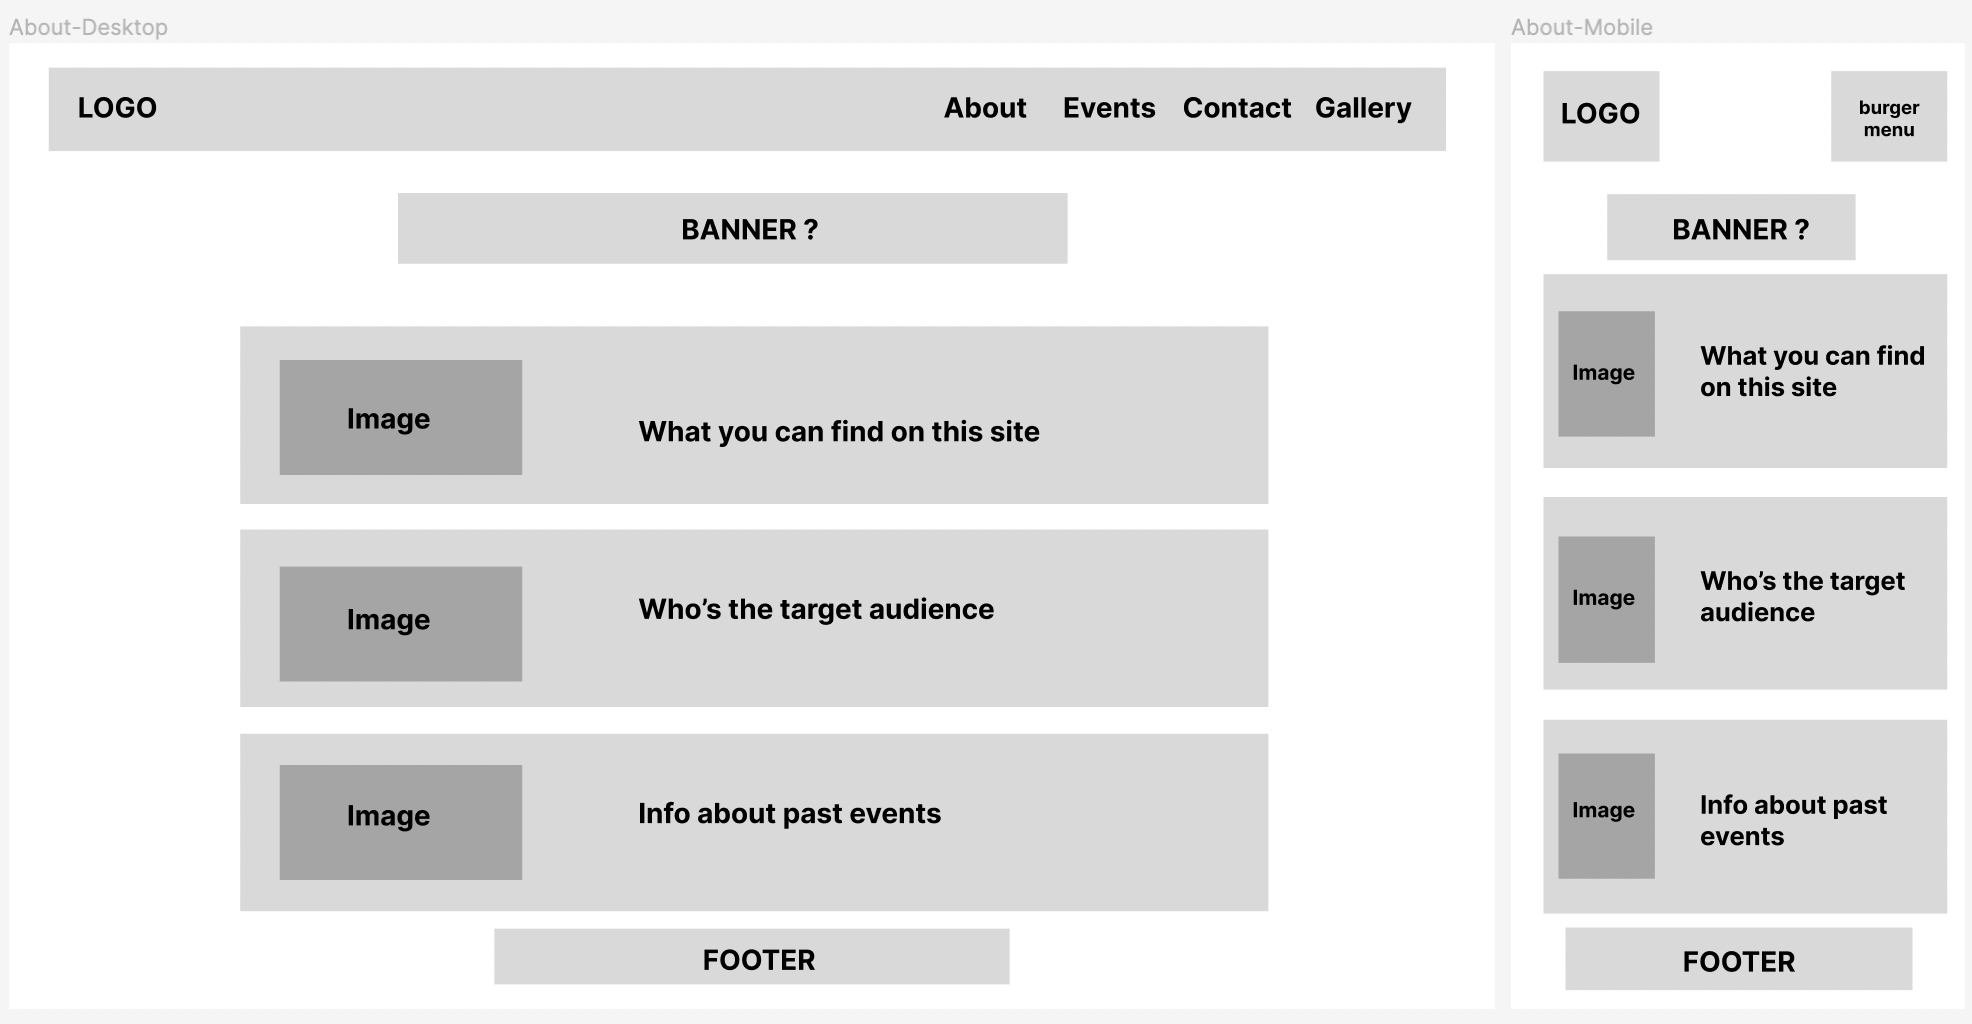 About-Desktop
LOGO
About Events Contact Gallery
BANNER ?
Image
What you can find on this site
Image
Who’s the target audience
Image
Info about past events
FOOTER
About-Mobile
LOGO
burger
menu
BANNER ?
Image
What you can find
on this site
Image
Who’s the target
audience
Image
Info about past
events
FOOTER